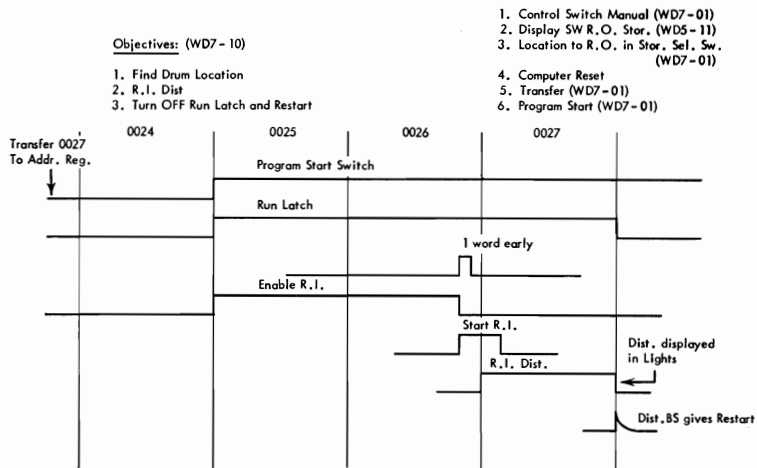 Objectives: (WD7-10)
1. Find Drum Location
2. R.I. Dist
3. Turn OFF Run Latch and Restart
1. Control Switch Manual (WD7-01)
2. Display SW R.O. Stor. (WD5-11)
3. Location to R.O. in Stor. Sel. Sw.
(WD7-01)
4. Computer Reset
5. Transfer (WD7-01)
6. Program Start (WD7-01)
Transfer 0027
To Addr. Reg.
0024
0025
0026
0027
Program Start Switch
Run Latch
1 word early
Enable R.I.
Start R.I.
R.I. Dist.
Dist. displayed
in Lights
Dist.BS gives Restart